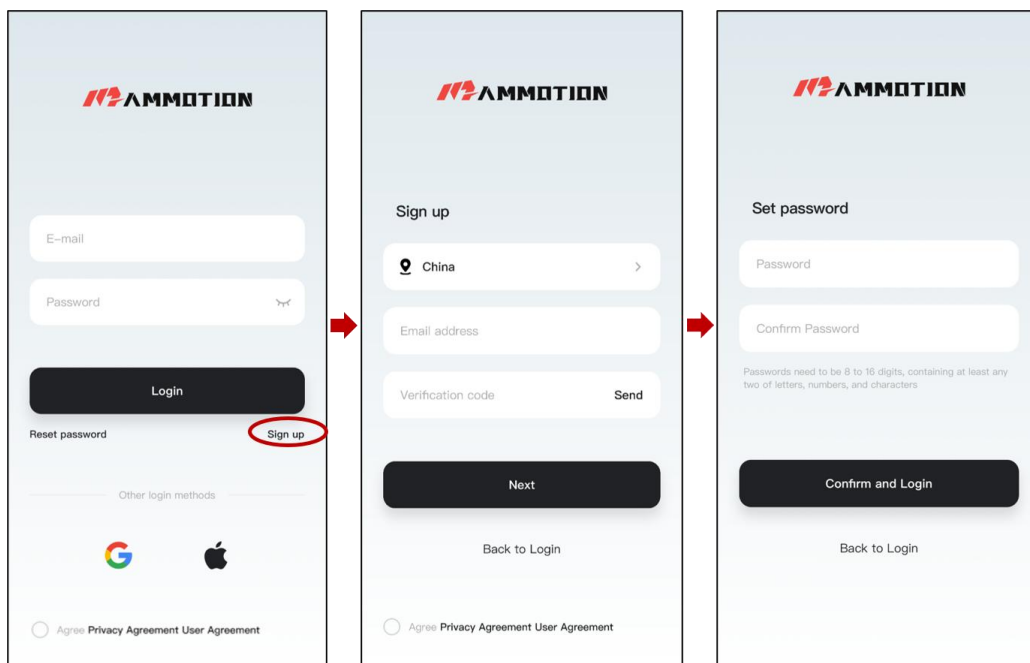 MAMMOTION
E-mail
Password
Login
Reset password
Sign up
Other login methods
Agree Privacy Agreement User Agreement
MAMMOTION
Sign up
China
Email address
Verification code
Send
Next
Back to Login
Agree Privacy Agreement User Agreement
MAMMOTION
Set password
Password
Confirm Password
Passwords need to be 8 to 16 digits, containing at least any
two of letters, numbers, and characters
Confirm and Login
Back to Login